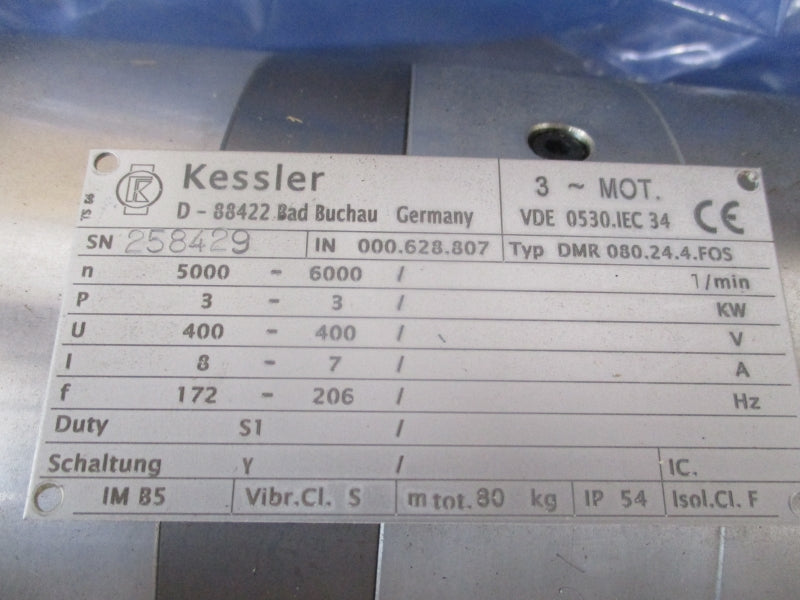 Kessler
D - 88422 Bad Buchau Germany
3 ~ MOT.
VDE 0530.IEC 34 CE
SN 258429 IN 000.628.807 Typ DMR 080.24.4.FOS
n 5000 - 6000 / 1/min
P 3 - 3 / KW
U 400 - 400 / V
I 8 - 7 / A
f 172 - 206 / Hz
Duty S1 /
Schaltung Y / IC.
IM B5 Vibr.Cl. S m tot. 80 kg IP 54 Isol.Cl. F